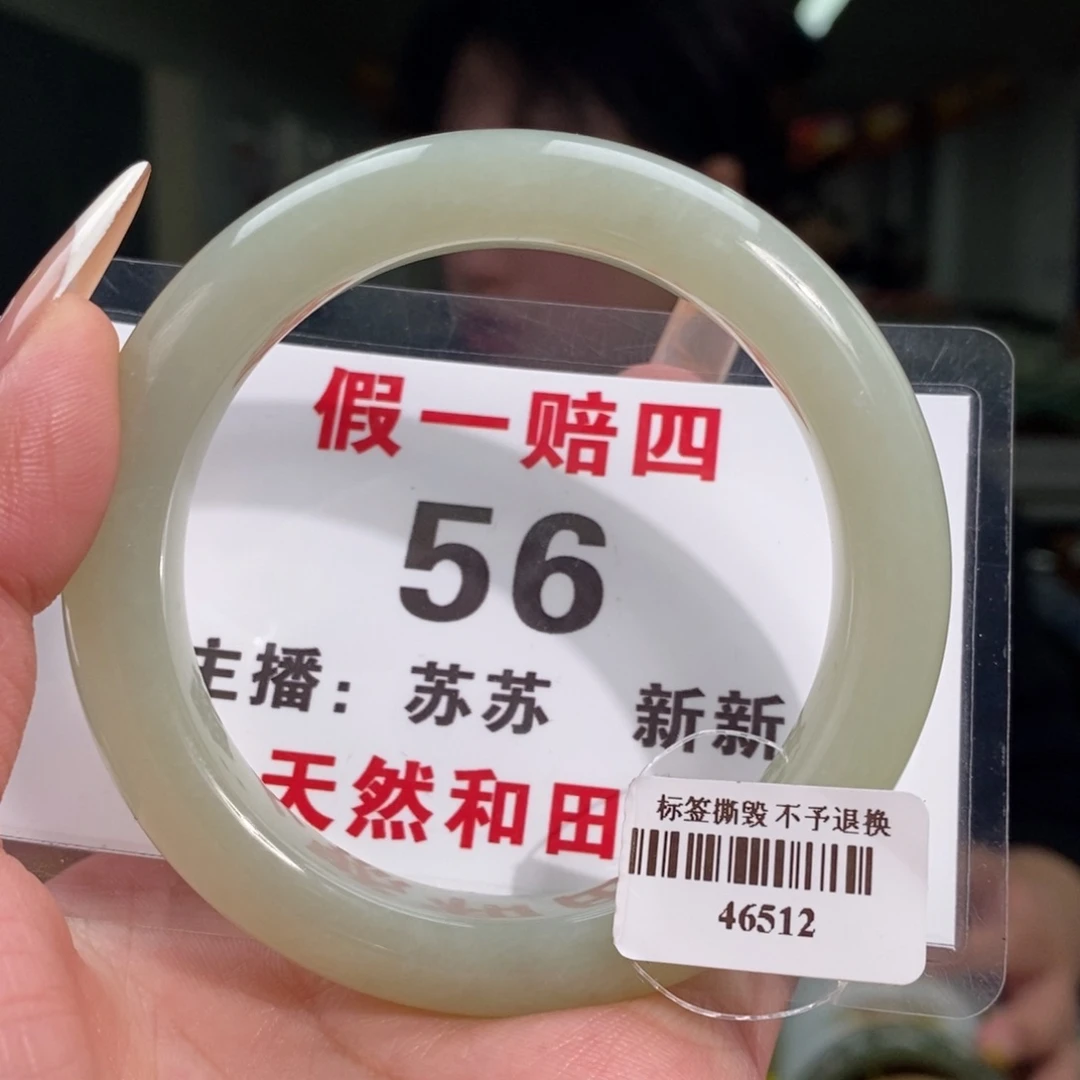 假一赔四
56
主播：苏苏 新新
天然和田
标签撕毁 不予退换
46512